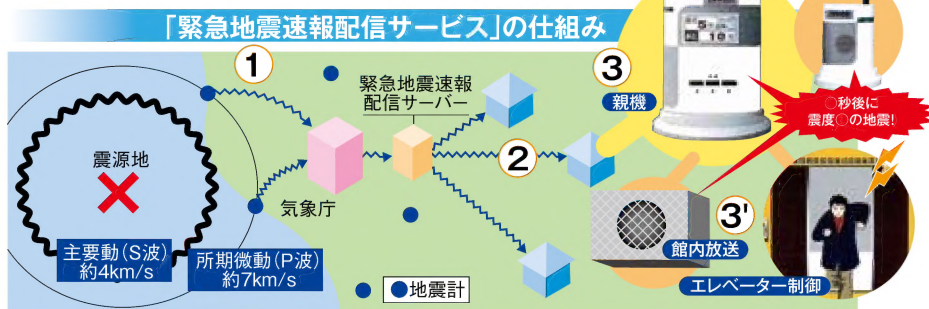 「緊急地震速報配信サービス」の仕組み
①
緊急地震速報
配信サーバー
②
③
親機
○秒後に
震度○の地震!
震源地
気象庁
主要動(S波)
約4km/s
所期微動(P波)
約7km/s
地震計
③'
館内放送
エレベーター制御